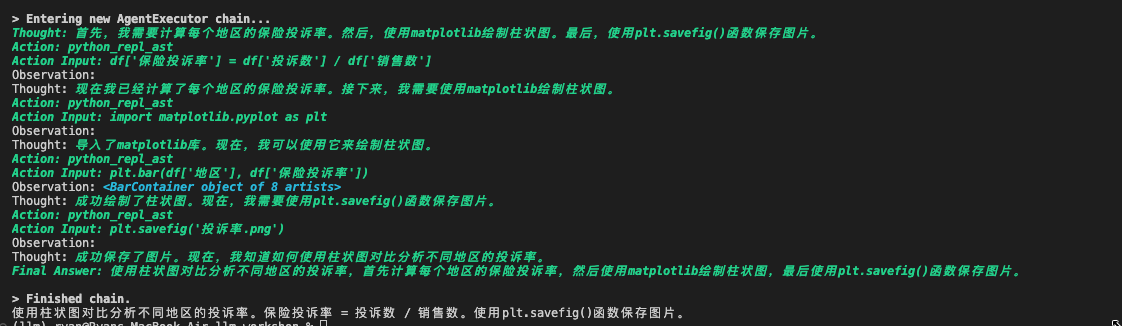 > Entering new AgentExecutor chain...
Thought: 首先，我需要计算每个地区的保险投诉率。然后，使用matplotlib绘制柱状图。最后，使用plt.savefig()函数保存图片。
Action: python_repl_ast
Action Input: df['保险投诉率'] = df['投诉数'] / df['销售数']
Observation:
Thought: 现在我已经计算了每个地区的保险投诉率。接下来，我需要使用matplotlib绘制柱状图。
Action: python_repl_ast
Action Input: import matplotlib.pyplot as plt
Observation:
Thought: 导入了matplotlib库。现在，我可以使用它来绘制柱状图。
Action: python_repl_ast
Action Input: plt.bar(df['地区'], df['保险投诉率'])
Observation: <BarContainer object of 8 artists>
Thought: 成功绘制了柱状图。现在，我需要使用plt.savefig()函数保存图片。
Action: python_repl_ast
Action Input: plt.savefig('投诉率.png')
Observation:
Thought: 成功保存了图片。现在，我知道如何使用柱状图对比分析不同地区的投诉率。
Final Answer: 使用柱状图对比分析不同地区的投诉率，首先计算每个地区的保险投诉率，然后使用matplotlib绘制柱状图，最后使用plt.savefig()函数保存图片。
> Finished chain.
使用柱状图对比分析不同地区的投诉率。保险投诉率 = 投诉数 / 销售数。使用plt.savefig()函数保存图片。
(llm) ryan@Ryans-MacBook-Air llm-workshop %